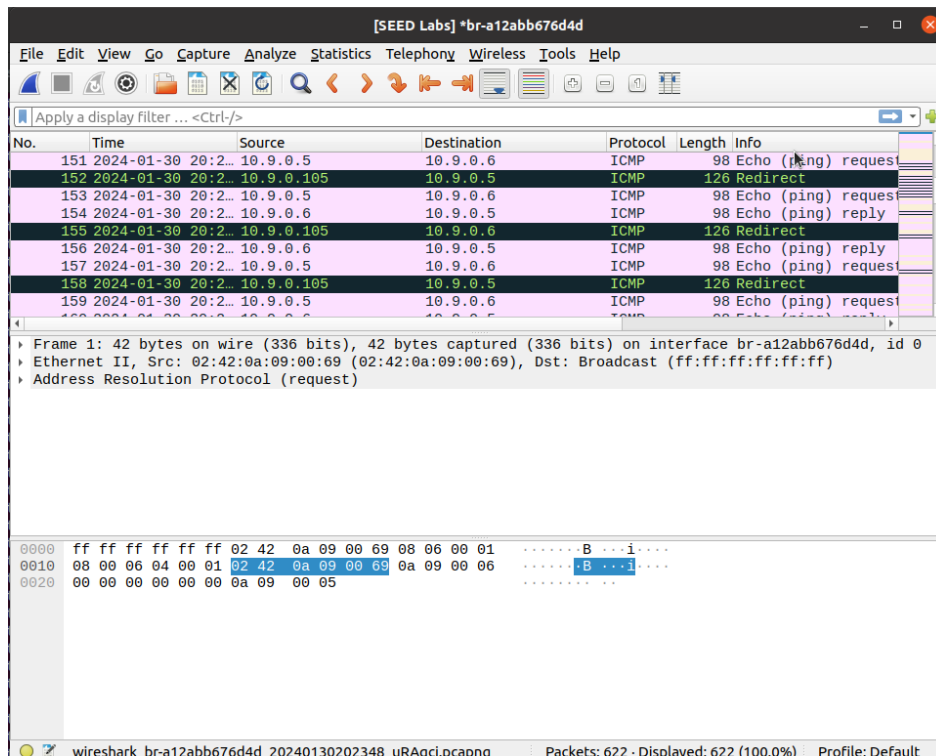 [SEED Labs] *br-a12abb676d4d
File Edit View Go Capture Analyze Statistics Telephony Wireless Tools Help
Apply a display filter … <Ctrl-/>
No. Time Source Destination Protocol Length Info
151 2024-01-30 20:2… 10.9.0.5 10.9.0.6 ICMP 98 Echo (ping) request
152 2024-01-30 20:2… 10.9.0.105 10.9.0.5 ICMP 126 Redirect
153 2024-01-30 20:2… 10.9.0.5 10.9.0.6 ICMP 98 Echo (ping) request
154 2024-01-30 20:2… 10.9.0.6 10.9.0.5 ICMP 98 Echo (ping) reply
155 2024-01-30 20:2… 10.9.0.105 10.9.0.5 ICMP 126 Redirect
156 2024-01-30 20:2… 10.9.0.6 10.9.0.5 ICMP 98 Echo (ping) reply
157 2024-01-30 20:2… 10.9.0.5 10.9.0.6 ICMP 98 Echo (ping) request
158 2024-01-30 20:2… 10.9.0.105 10.9.0.5 ICMP 126 Redirect
159 2024-01-30 20:2… 10.9.0.5 10.9.0.6 ICMP 98 Echo (ping) request
Frame 1: 42 bytes on wire (336 bits), 42 bytes captured (336 bits) on interface br-a12abb676d4d, id 0
Ethernet II, Src: 02:42:0a:09:00:69 (02:42:0a:09:00:69), Dst: Broadcast (ff:ff:ff:ff:ff:ff)
Address Resolution Protocol (request)
0000 ff ff ff ff ff ff 02 42 0a 09 00 69 08 06 00 01 ·······B ···i····
0010 08 00 06 04 00 01 02 42 0a 09 00 69 0a 09 00 06 ·······B ···i····
0020 00 00 00 00 00 00 0a 09 00 05 ········ ··
wireshark_br-a12abb676d4d_20240130202348_uRAgci.pcapng Packets: 622 · Displayed: 622 (100.0%) Profile: Default